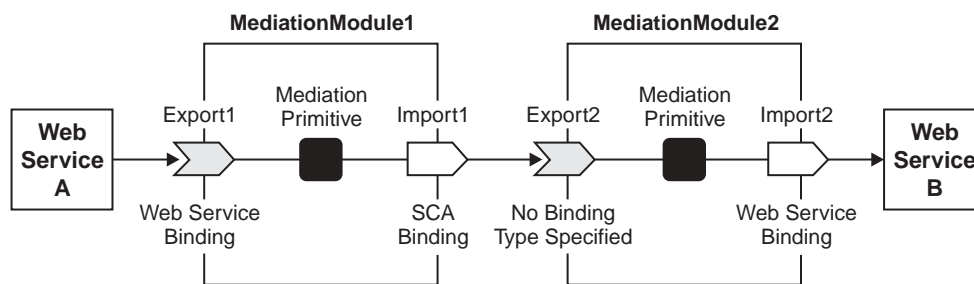 MediationModule1
MediationModule2
Web
Service
A
Export1
Mediation
Primitive
Import1
Export2
Mediation
Primitive
Import2
Web
Service
B
Web Service
Binding
SCA
Binding
No Binding
Type Specified
Web Service
Binding